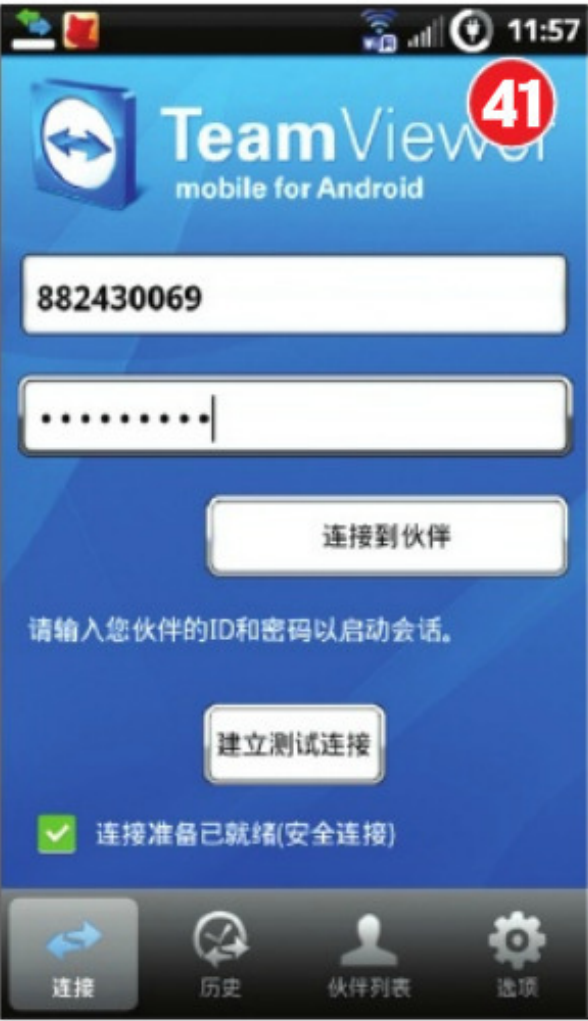 11:57
41
TeamViewer
mobile for Android
882430069
•••••••••
连接到伙伴
请输入您伙伴的ID和密码以启动会话。
建立测试连接
连接准备已就绪(安全连接)
连接
历史
伙伴列表
选项